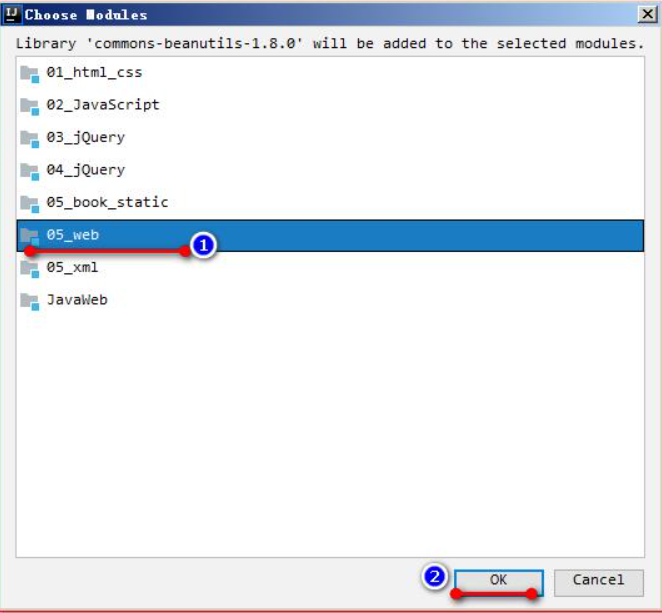 IJ Choose Modules
Library 'commons-beanutils-1.8.0' will be added to the selected modules.
01_html_css
02_JavaScript
03_jQuery
04_jQuery
05_book_static
05_web
1
05_xml
JavaWeb
2
OK Cancel